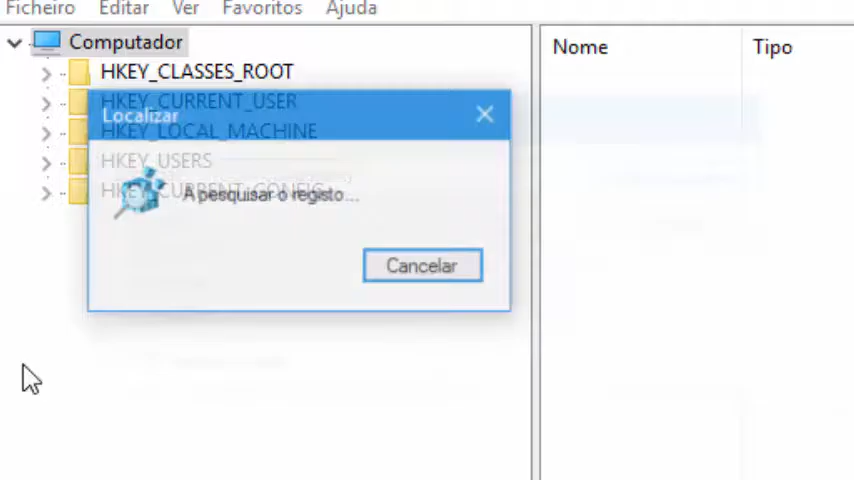 Ficheiro Editar Ver Favoritos Ajuda
Computador
Nome Tipo
HKEY_CLASSES_ROOT
HKEY_CURRENT_USER
Localizar
HKEY_LOCAL_MACHINE
HKEY_USERS
HKEY_CURRENT_CONFIG
A pesquisar o registo...
Cancelar